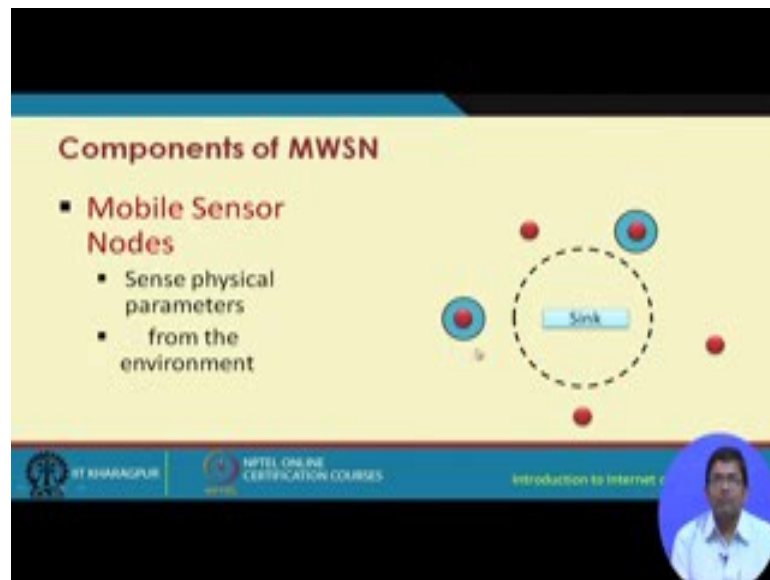 Components of MWSN
▪ Mobile Sensor
Nodes
▪ Sense physical
parameters
▪ from the
environment
Sink
IIT KHARAGPUR
NPTEL ONLINE
CERTIFICATION COURSES
NPTEL
Introduction to Internet